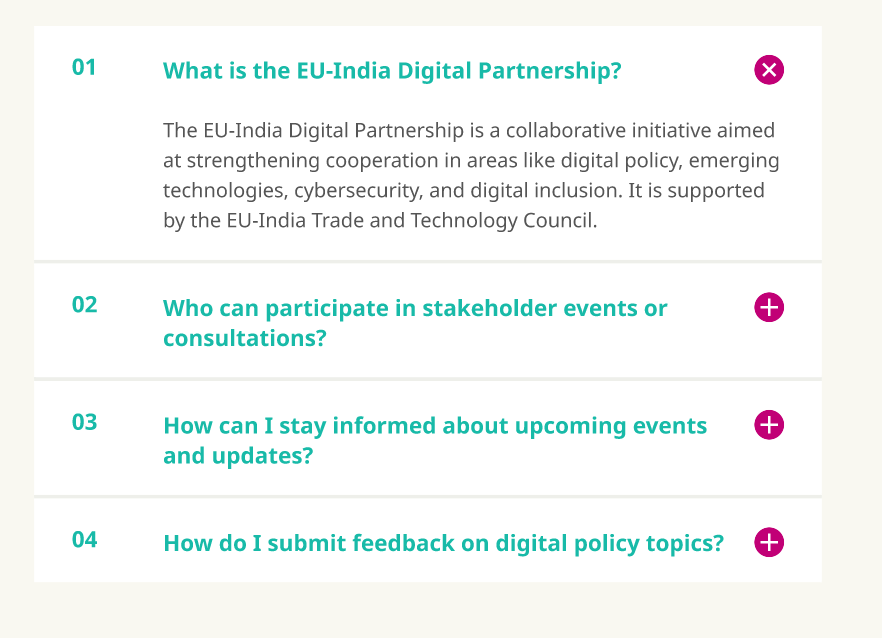 01
What is the EU-India Digital Partnership?
The EU-India Digital Partnership is a collaborative initiative aimed
at strengthening cooperation in areas like digital policy, emerging
technologies, cybersecurity, and digital inclusion. It is supported
by the EU-India Trade and Technology Council.
02
Who can participate in stakeholder events or
consultations?
03
How can I stay informed about upcoming events
and updates?
04
How do I submit feedback on digital policy topics?